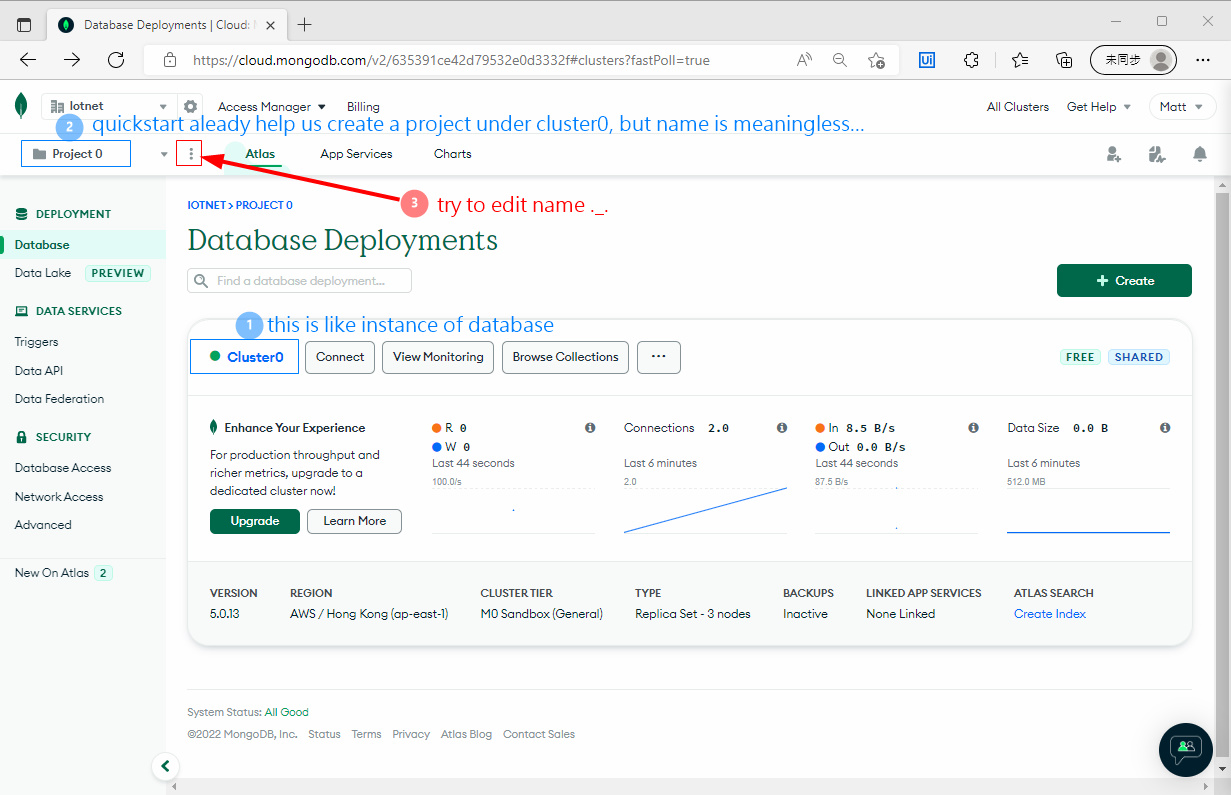 Database Deployments | Cloud: M
https://cloud.mongodb.com/v2/635391ce42d79532e0d3332f#clusters?fastPoll=true
Ui
未同步
Iotnet
Access Manager
Billing
All Clusters
Get Help
Matt
2 quickstart aleady help us create a project under cluster0, but name is meaningless...
Project 0
Atlas
App Services
Charts
3 try to edit name ._.
DEPLOYMENT
Database
Data Lake PREVIEW
DATA SERVICES
Triggers
Data API
Data Federation
SECURITY
Database Access
Network Access
Advanced
New On Atlas 2
IOTNET > PROJECT 0
Database Deployments
Find a database deployment...
+ Create
1 this is like instance of database
Cluster0
Connect
View Monitoring
Browse Collections
...
FREE
SHARED
Enhance Your Experience
For production throughput and
richer metrics, upgrade to a
dedicated cluster now!
Upgrade
Learn More
R 0
W 0
Last 44 seconds
100.0/s
Connections 2.0
Last 6 minutes
2.0
In 8.5 B/s
Out 0.0 B/s
Last 44 seconds
87.5 B/s
Data Size 0.0 B
Last 6 minutes
512.0 MB
VERSION
5.0.13
REGION
AWS / Hong Kong (ap-east-1)
CLUSTER TIER
M0 Sandbox (General)
TYPE
Replica Set - 3 nodes
BACKUPS
Inactive
LINKED APP SERVICES
None Linked
ATLAS SEARCH
Create Index
System Status: All Good
©2022 MongoDB, Inc. Status Terms Privacy Atlas Blog Contact Sales